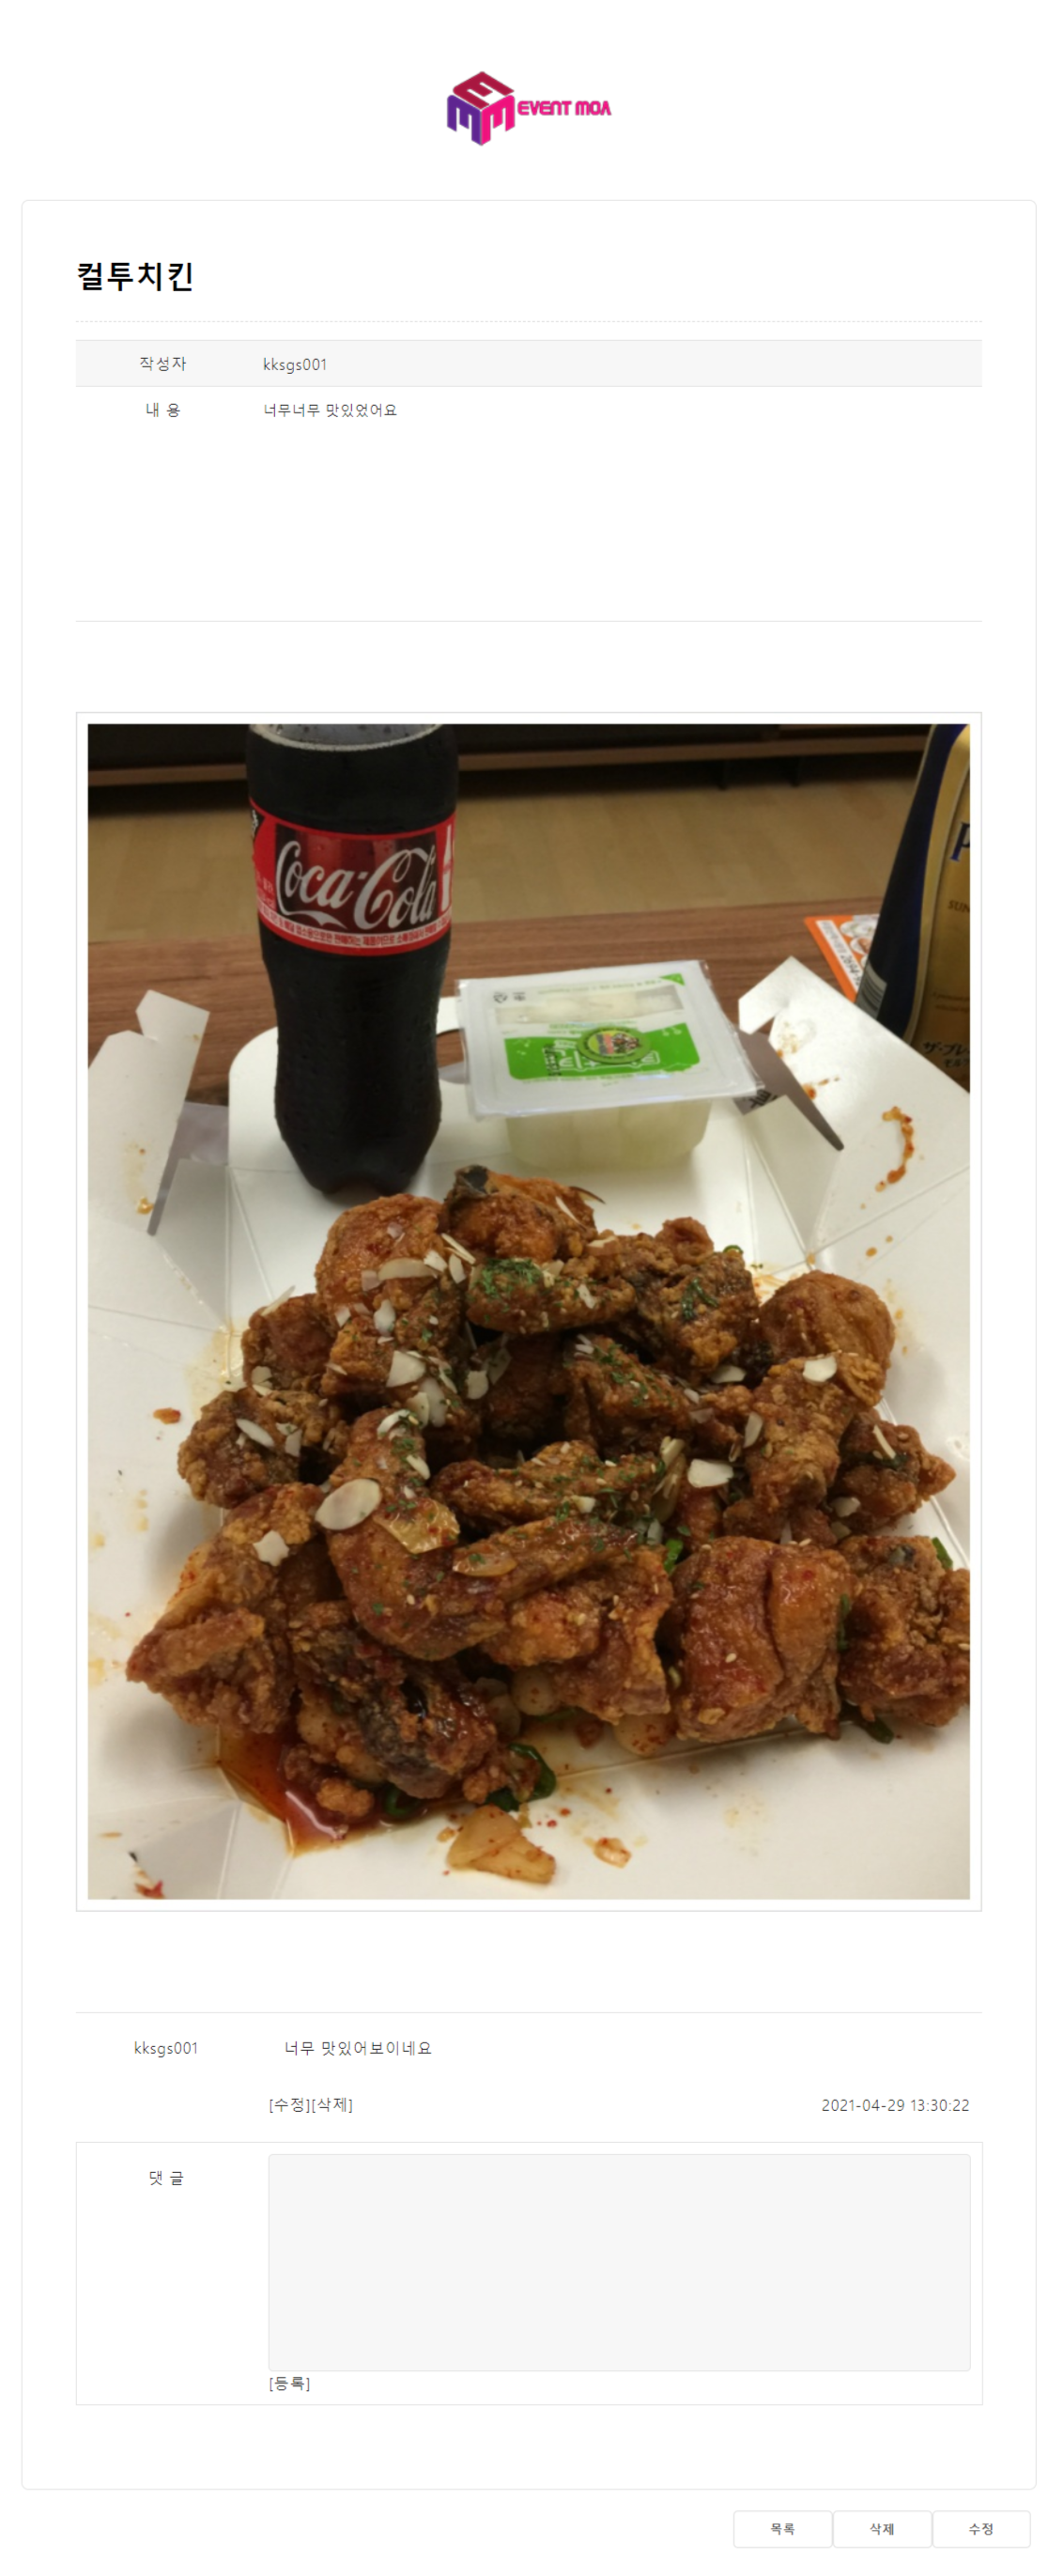 EVENT MOA
컬투치킨
작성자 kksgs001
내 용 너무너무 맛있었어요
Coca-Cola
kksgs001 너무 맛있어보이네요
[수정][삭제] 2021-04-29 13:30:22
댓 글
[등록]
목록 삭제 수정